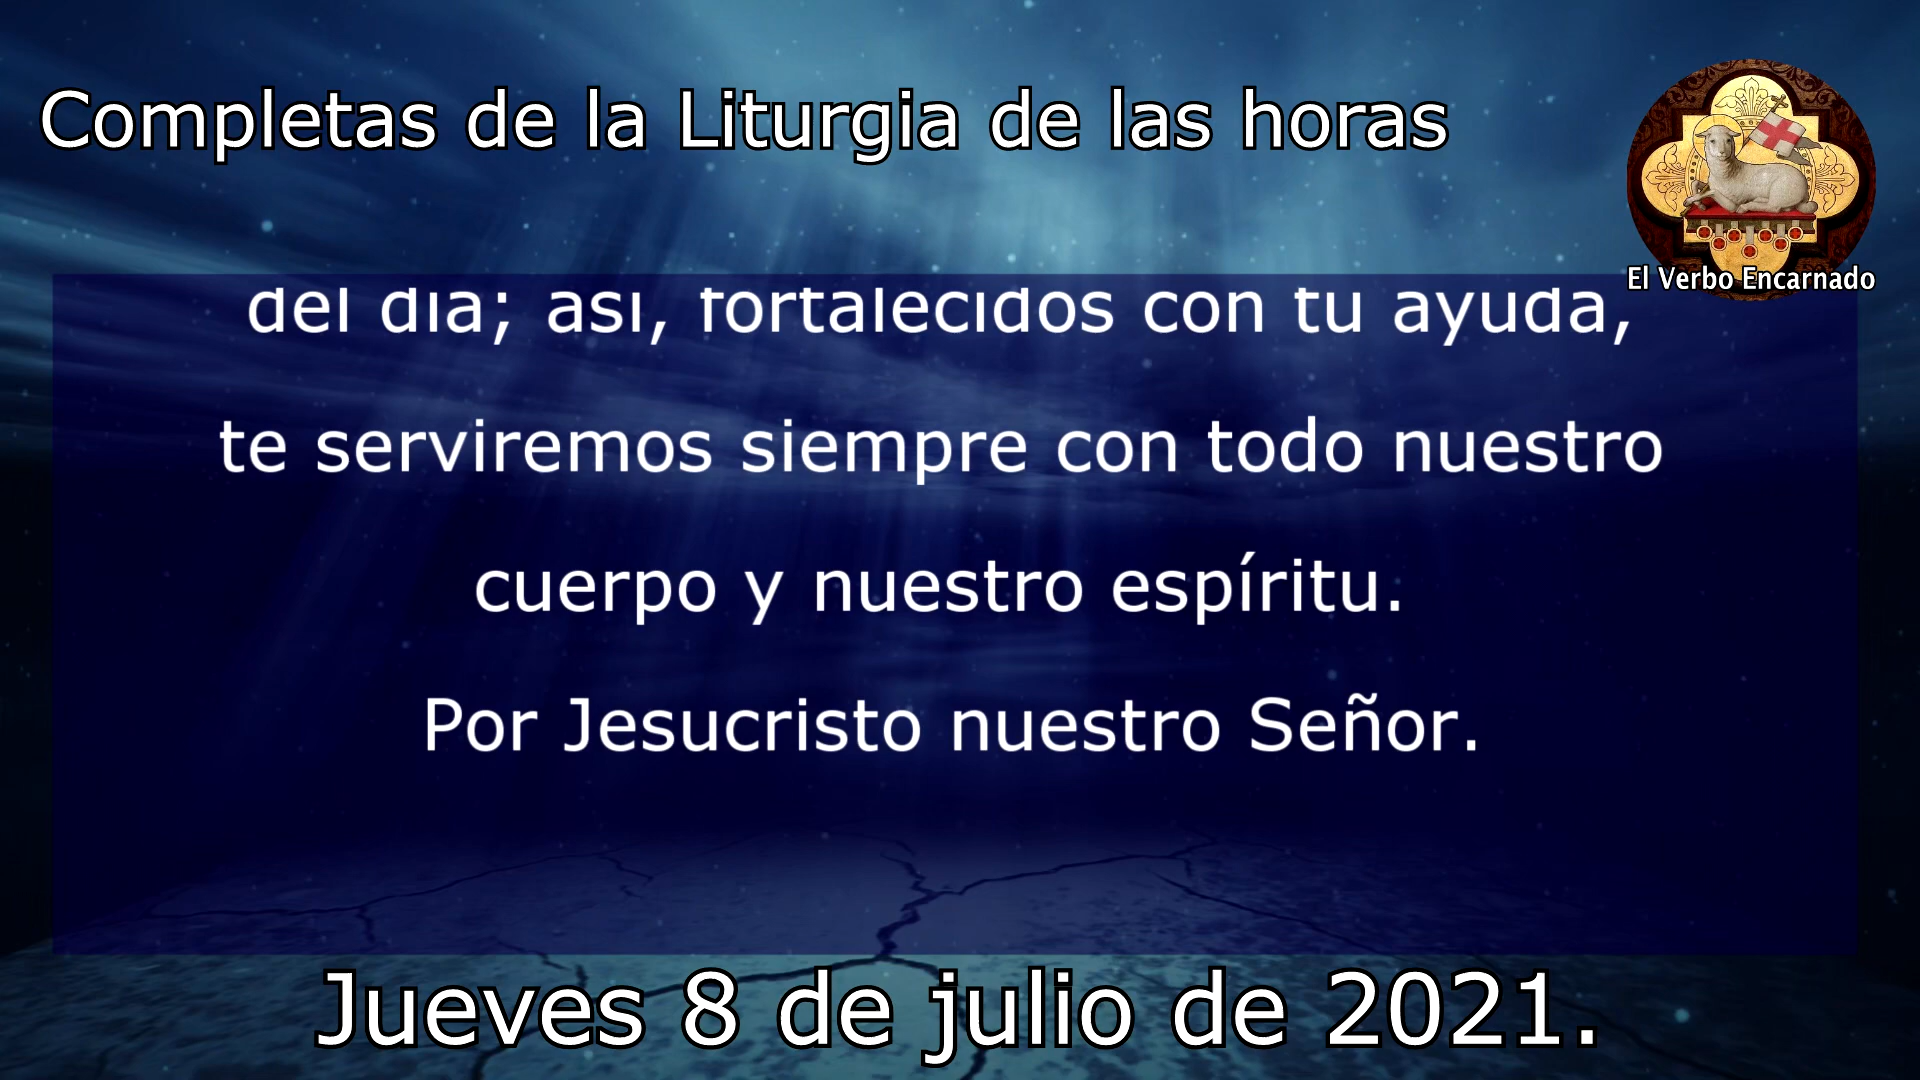 Completas de la Liturgia de las horas
El Verbo Encarnado
del día; así, fortalecidos con tu ayuda,
te serviremos siempre con todo nuestro
cuerpo y nuestro espíritu.
Por Jesucristo nuestro Señor.
Jueves 8 de julio de 2021.